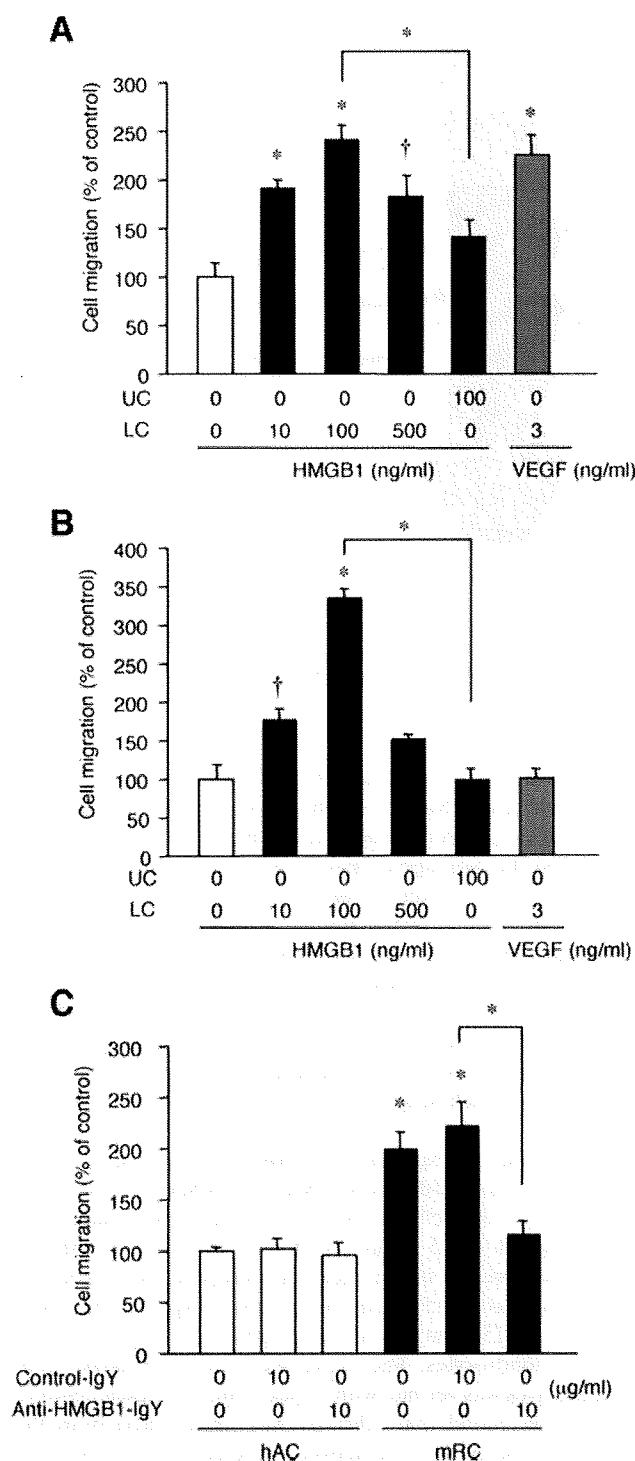 A
*
Cell migration (% of control)
300
250
200
150
100
50
0
* * † *
UC 0 0 0 0 100 0
LC 0 10 100 500 0 3
HMGB1 (ng/ml) VEGF (ng/ml)
B
*
Cell migration (% of control)
400
350
300
250
200
150
100
50
0
† *
UC 0 0 0 0 100 0
LC 0 10 100 500 0 3
HMGB1 (ng/ml) VEGF (ng/ml)
C
*
Cell migration (% of control)
300
250
200
150
100
50
0
* *
Control-IgY 0 10 0 0 10 0 (μg/ml)
Anti-HMGB1-IgY 0 0 10 0 0 10
hAC mRC